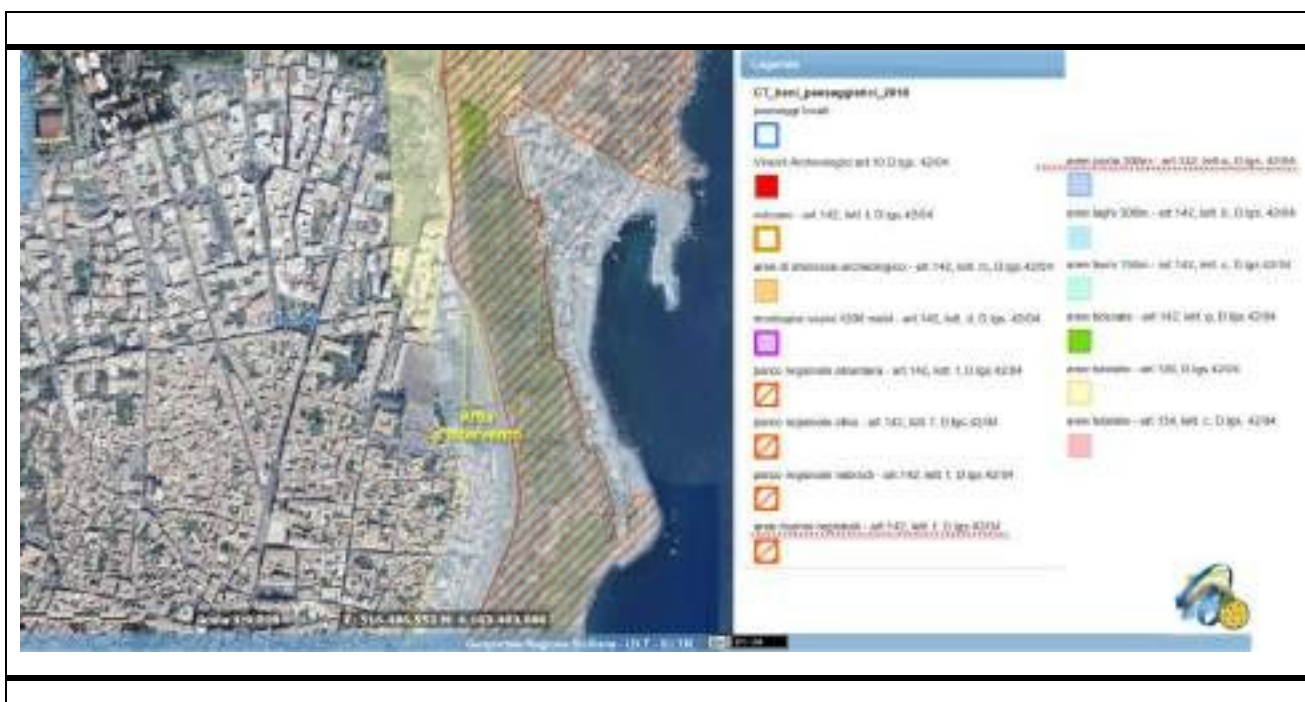 Legenda
CT_beni_paesaggistici_2018
paesaggi locali
Vincoli Archeologici art.10 D.lgs. 42/04
vulcano - art.142, lett. l, D.lgs 42/04
aree di interesse archeologico - art.142, lett. m, D.lgs 42/04
montagne sopra 1200 metri - art.142, lett. d, D.lgs. 42/04
parco regionale alcantara - art.142, lett. f, D.lgs 42/04
parco regionale etna - art.142, lett. f, D.lgs 42/04
parco regionale nebrodi - art.142, lett. f, D.lgs 42/04
aree riserve regionali - art.142, lett. f, D.lgs 42/04
aree costa 300m - art.142, lett. a, D.lgs. 42/04
aree laghi 300m - art.142, lett. b, D.lgs. 42/04
aree fiumi 150m - art.142, lett. c, D.lgs 42/04
aree boscate - art.142, lett. g, D.lgs. 42/04
aree tutelate - art.136, D.lgs 42/04
aree tutelate - art.134, lett. c, D.lgs. 42/04
Area
d'intervento
Geoportale Regione Siciliana